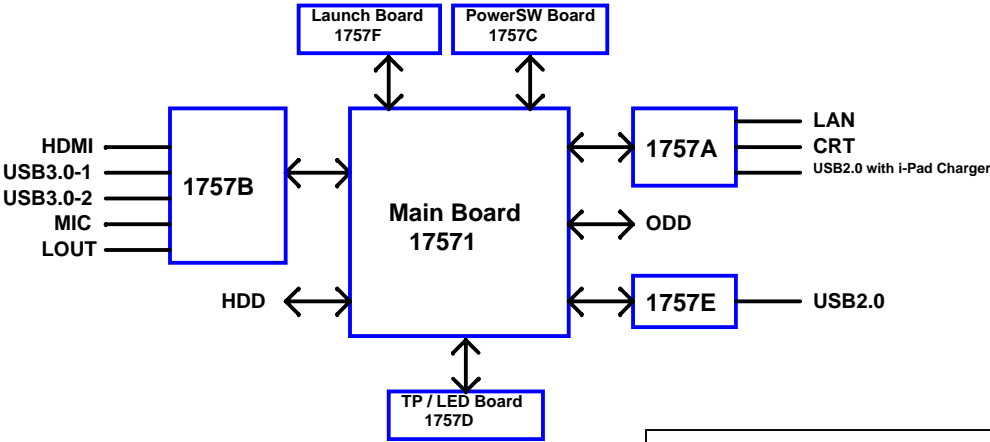 Launch Board
1757F
PowerSW Board
1757C
HDMI
USB3.0-1
USB3.0-2
MIC
LOUT
1757B
Main Board
17571
1757A
LAN
CRT
USB2.0 with i-Pad Charger
ODD
HDD
1757E
USB2.0
TP / LED Board
1757D